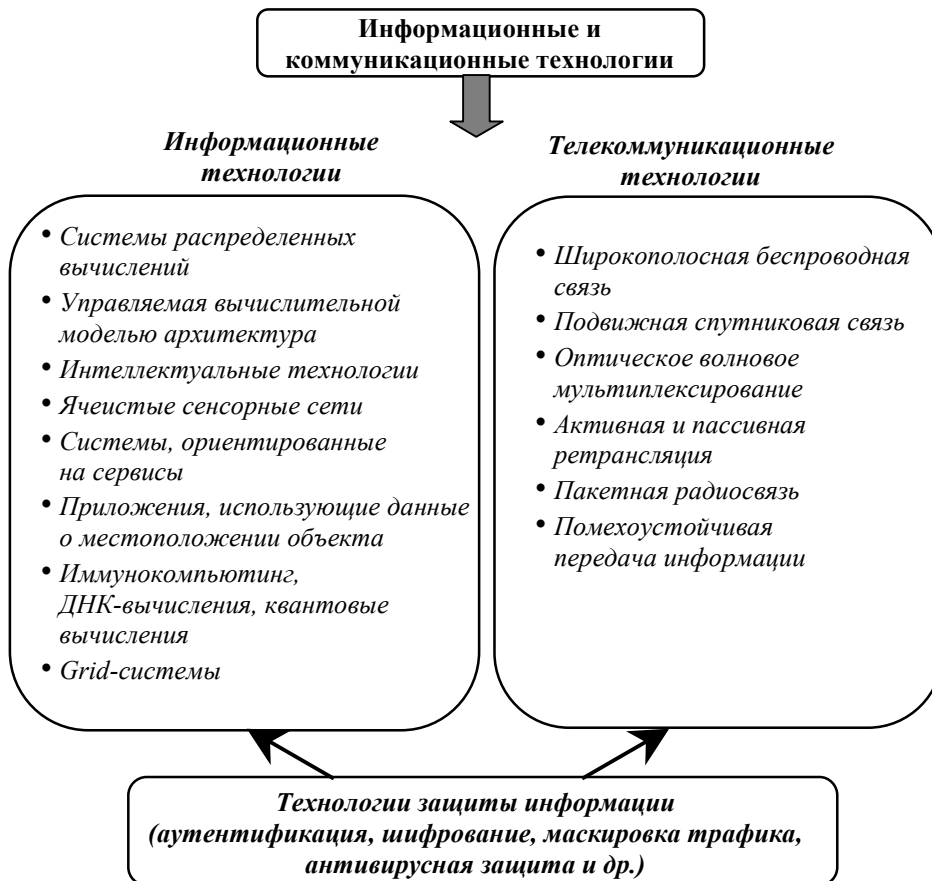 Информационные и
коммуникационные технологии
Информационные
технологии
• Системы распределенных
вычислений
• Управляемая вычислительной
моделью архитектура
• Интеллектуальные технологии
• Ячеистые сенсорные сети
• Системы, ориентированные
на сервисы
• Приложения, использующие данные
о местоположении объекта
• Иммунокомпьютинг,
ДНК-вычисления, квантовые
вычисления
• Grid-системы
Телекоммуникационные
технологии
• Широкополосная беспроводная
связь
• Подвижная спутниковая связь
• Оптическое волновое
мультиплексирование
• Активная и пассивная
ретрансляция
• Пакетная радиосвязь
• Помехоустойчивая
передача информации
Технологии защиты информации
(аутентификация, шифрование, маскировка трафика,
антивирусная защита и др.)